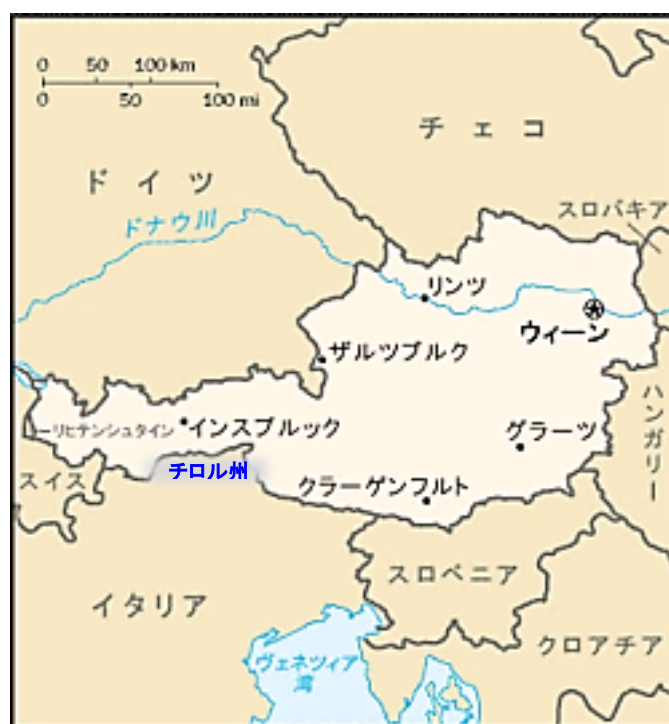 0 50 100 km
0 50 100 mi
チェコ
ドイツ
スロバキア
ドナウ川
リンツ
ウィーン
ザルツブルク
ハンガリー
リヒテンシュタイン
インスブルック
グラーツ
チロル州
スイス
クラーゲンフルト
スロベニア
イタリア
クロアチア
ヴェネツィア
湾